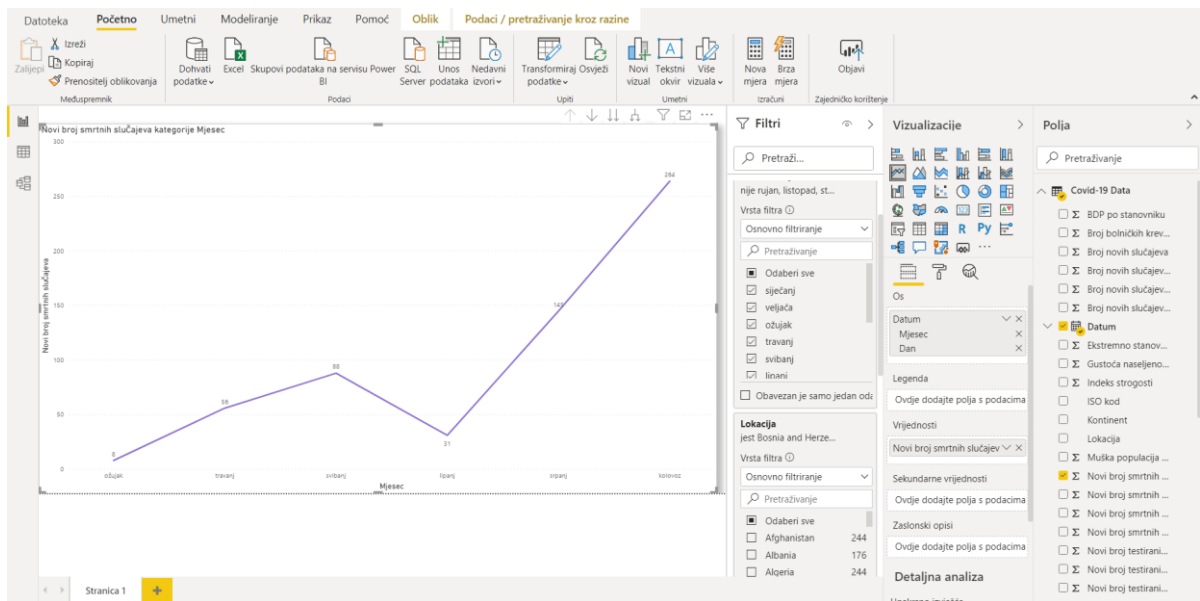 Datoteka Početno Umetni Modeliranje Prikaz Pomoć Oblik Podaci / pretraživanje kroz razine
Zalijepi
Izreži
Kopiraj
Prenositelj oblikovanja
Međuspremnik
Dohvati podatke
Excel
Skupovi podataka na servisu Power BI
SQL Server
Unos podataka
Nedavni izvori
Podaci
Transformiraj podatke
Osvježi
Upiti
Novi vizual
Tekstni okvir
Više vizuala
Umetni
Nova mjera
Brza mjera
Izračuni
Objavi
Zajedničko korištenje
Novi broj smrtnih slučajeva kategorije Mjesec
300
250
200
150
100
50
0
Novi broj smrtnih slučajeva
8
56
88
31
264
ožujak travanj svibanj lipanj srpanj kolovoz
Mjesec
Stranica 1
Filtri
Pretraži...
nije rujan, listopad, st...
Vrsta filtra
Osnovno filtriranje
Pretraživanje
Odaberi sve
siječanj
veljača
ožujak
travanj
svibanj
lipanj
Obavezan je samo jedan oda
Lokacija
jest Bosnia and Herze...
Vrsta filtra
Osnovno filtriranje
Pretraživanje
Odaberi sve
Afghanistan 244
Albania 176
Algeria 244
Vizualizacije
R Py
Os
Datum
Mjesec
Dan
Legenda
Ovdje dodajte polja s podacima
Vrijednosti
Novi broj smrtnih slučajev
Sekundarne vrijednosti
Ovdje dodajte polja s podacima
Zaslonski opisi
Ovdje dodajte polja s podacima
Detaljna analiza
Polja
Pretraživanje
Covid-19 Data
Σ BDP po stanovniku
Σ Broj bolničkih krev...
Σ Broj novih slučajeva
Σ Broj novih slučajev...
Σ Broj novih slučajev...
Σ Broj novih slučajev...
Datum
Σ Ekstremno stanov...
Σ Gustoća naseljeno...
Σ Indeks strogosti
ISO kod
Kontinent
Lokacija
Σ Muška populacija ...
Σ Novi broj smrtnih ...
Σ Novi broj smrtnih ...
Σ Novi broj smrtnih ...
Σ Novi broj smrtnih ...
Σ Novi broj testirani...
Σ Novi broj testirani...
Σ Novi broj testirani...